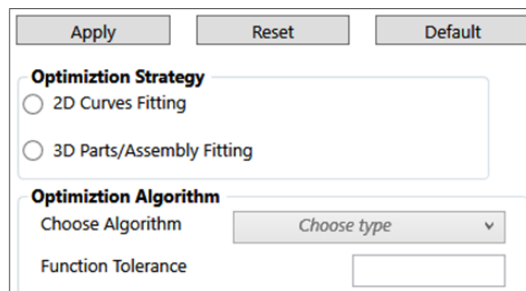 Apply Reset Default
Optimiztion Strategy
2D Curves Fitting
3D Parts/Assembly Fitting
Optimiztion Algorithm
Choose Algorithm Choose type
Function Tolerance